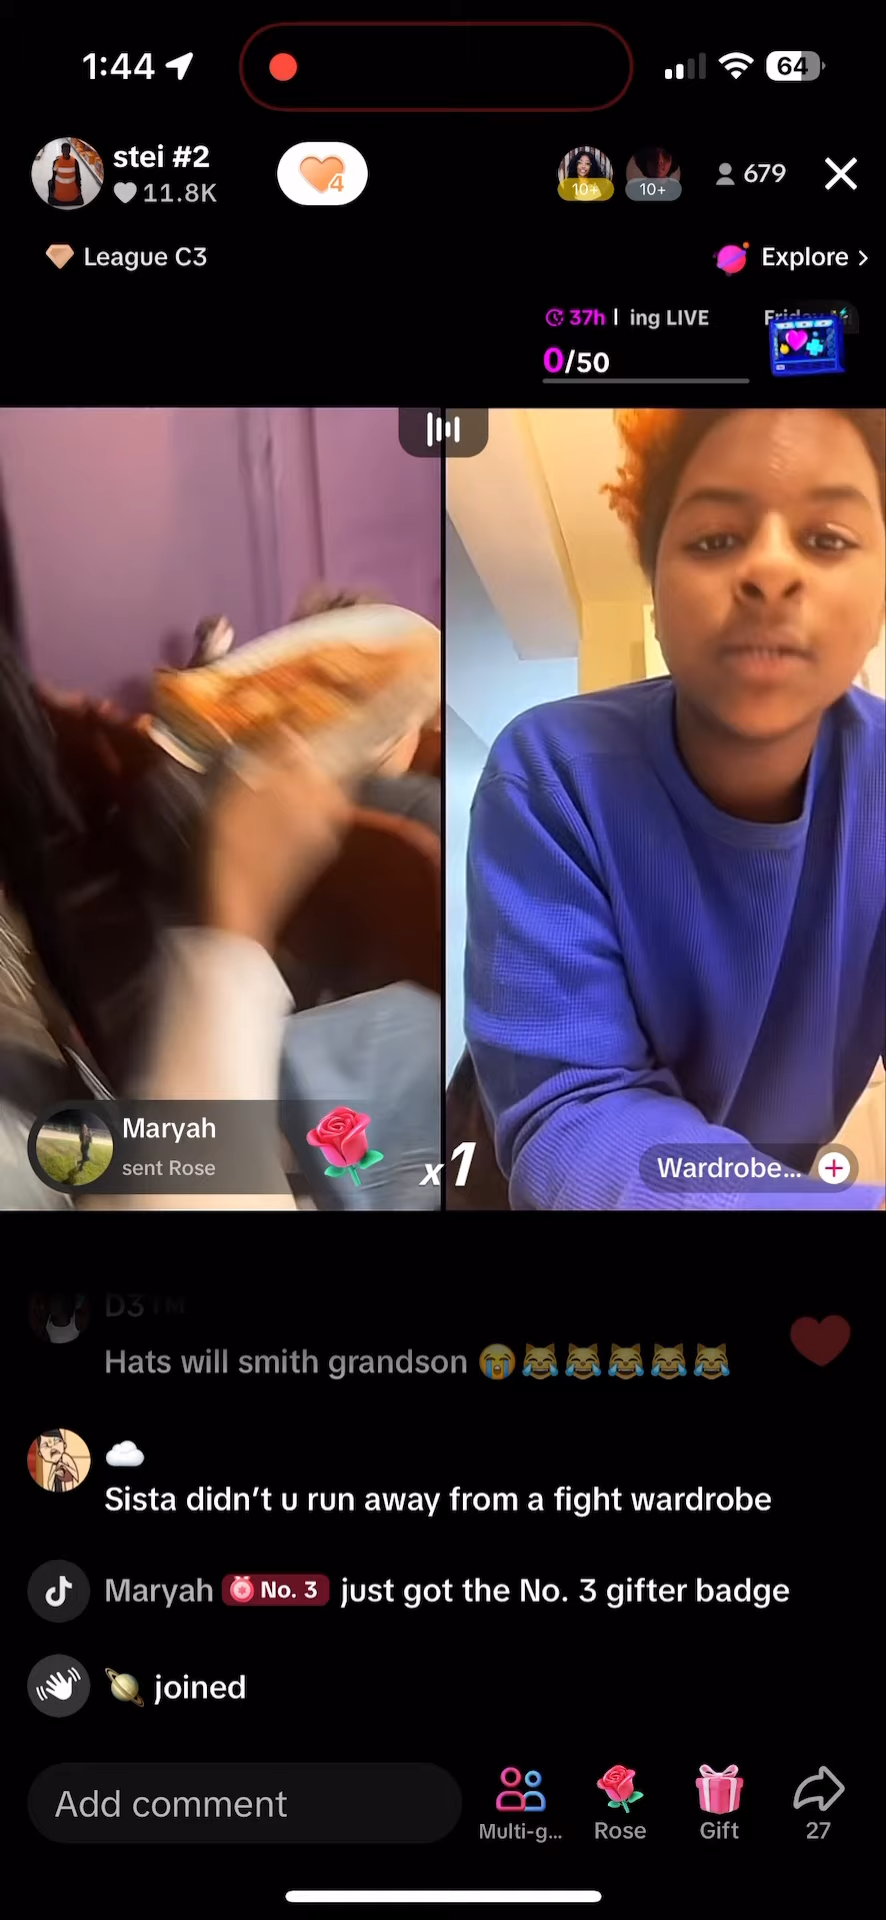 1:44
64
stei #2
11.8K
4
10+
10+
679
League C3
Explore
37h
ing LIVE
0/50
Maryah
sent Rose
x1
Wardrobe...
D3™
Hats will smith grandson 😭😹😹😹😹😹
☁️
Sista didn't u run away from a fight wardrobe
Maryah No. 3 just got the No. 3 gifter badge
🪐 joined
Add comment
Multi-g...
Rose
Gift
27